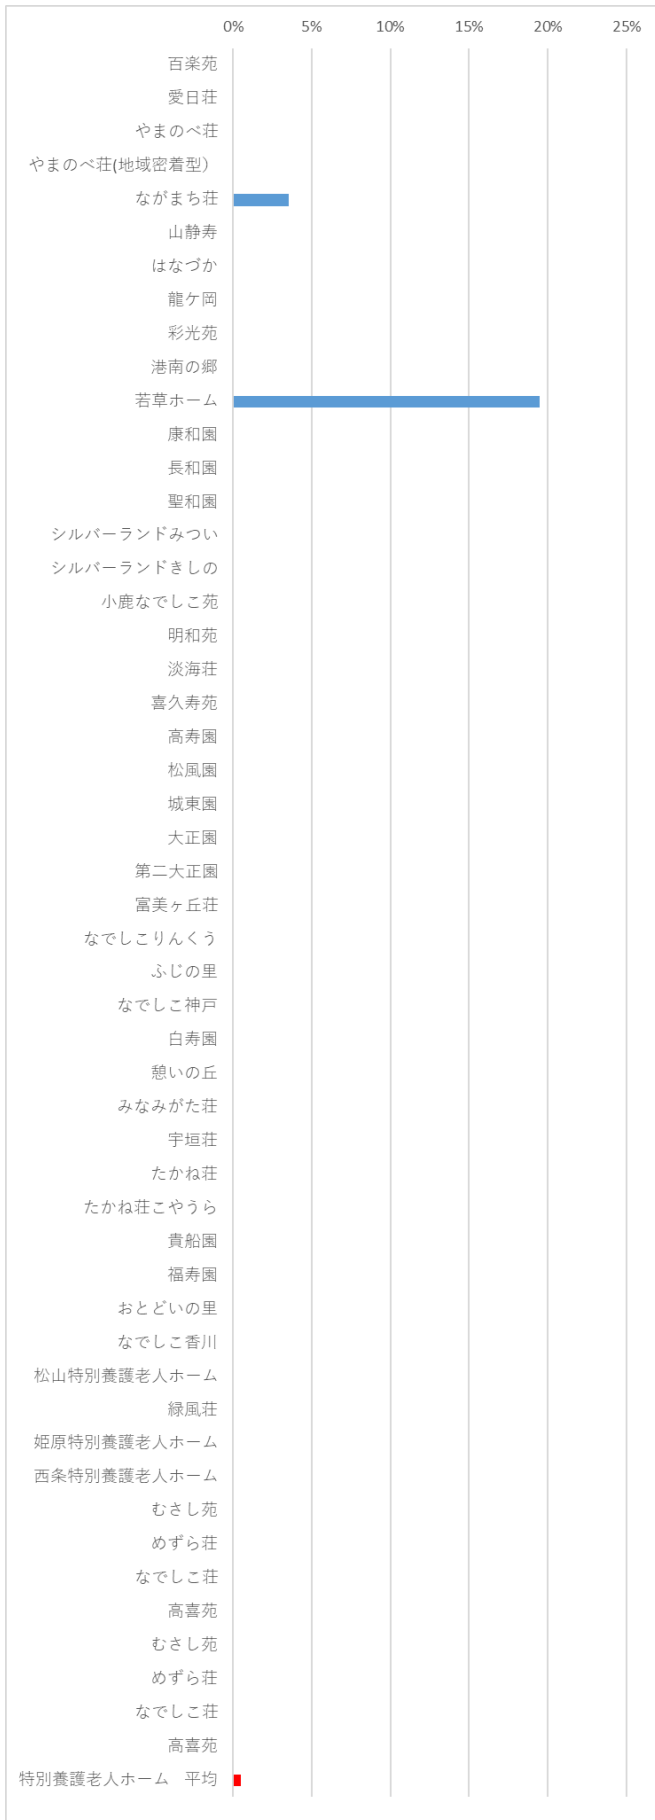 0% 5% 10% 15% 20% 25%
百楽苑
愛日荘
やまのべ荘
やまのべ荘(地域密着型）
ながまち荘
山静寿
はなづか
龍ケ岡
彩光苑
港南の郷
若草ホーム
康和園
長和園
聖和園
シルバーランドみつい
シルバーランドきしの
小鹿なでしこ苑
明和苑
淡海荘
喜久寿苑
高寿園
松風園
城東園
大正園
第二大正園
富美ヶ丘荘
なでしこりんくう
ふじの里
なでしこ神戸
白寿園
憩いの丘
みなみがた荘
宇垣荘
たかね荘
たかね荘こやうら
貴船園
福寿園
おとどいの里
なでしこ香川
松山特別養護老人ホーム
緑風荘
姫原特別養護老人ホーム
西条特別養護老人ホーム
むさし苑
めずら荘
なでしこ荘
高喜苑
むさし苑
めずら荘
なでしこ荘
高喜苑
特別養護老人ホーム　平均